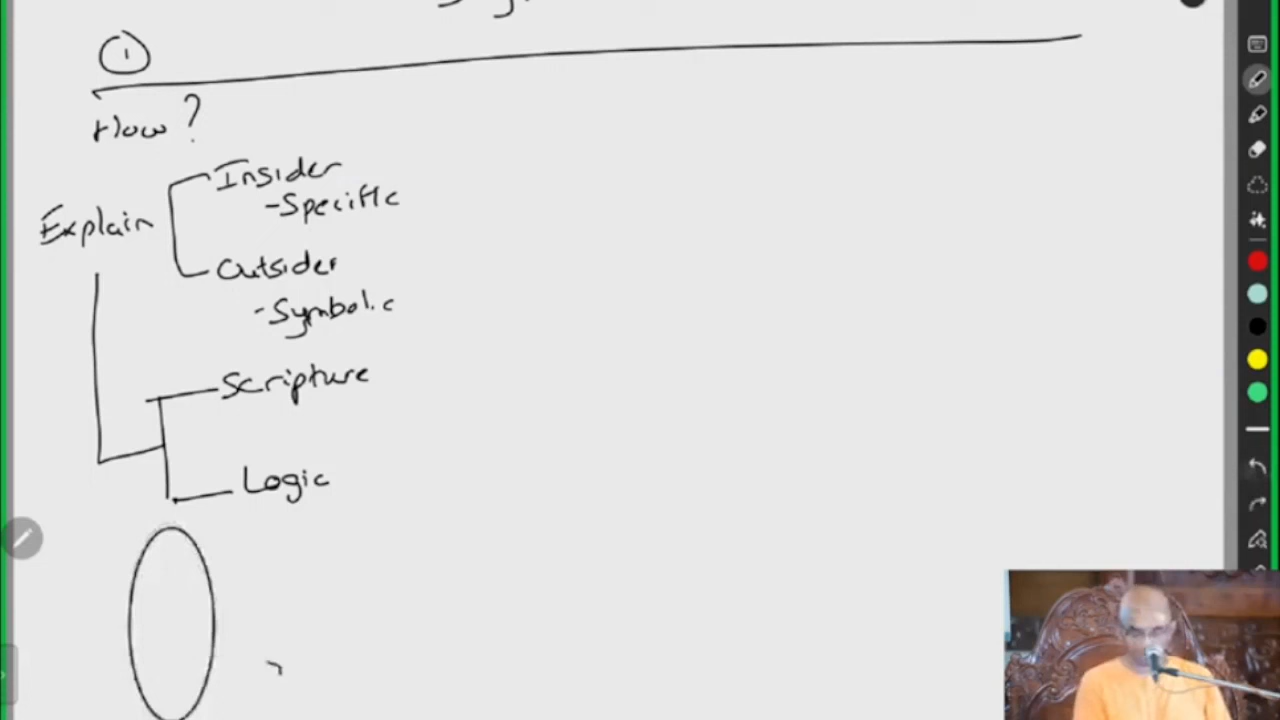 ①
How?
Explain
Insider
-Specific
Outsider
-Symbolic
Scripture
Logic